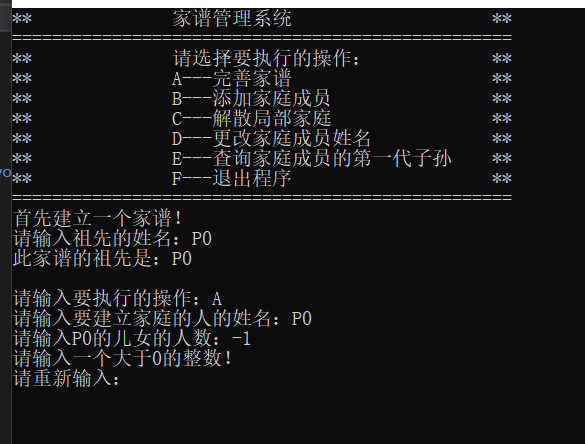 ** 家谱管理系统 **
==================================================
** 请选择要执行的操作： **
** A---完善家谱 **
** B---添加家庭成员 **
** C---解散局部家庭 **
** D---更改家庭成员姓名 **
** E---查询家庭成员的第一代子孙 **
** F---退出程序 **
==================================================
首先建立一个家谱！
请输入祖先的姓名：P0
此家谱的祖先是：P0
请输入要执行的操作：A
请输入要建立家庭的人的姓名：P0
请输入P0的儿女的人数：-1
请输入一个大于0的整数！
请重新输入：